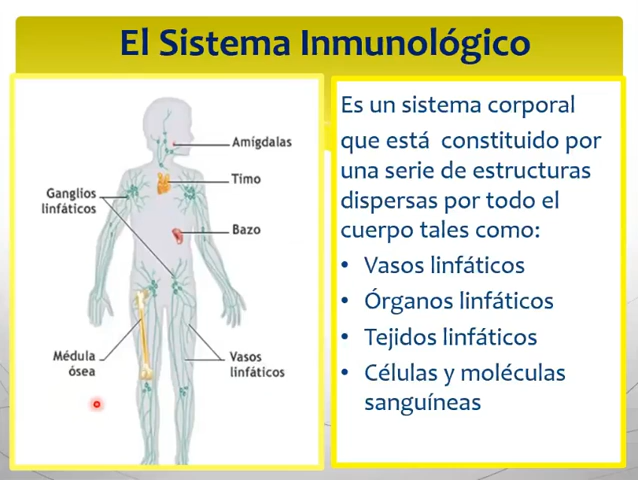 El Sistema Inmunológico
Amígdalas
Timo
Ganglios
linfáticos
Bazo
Médula
ósea
Vasos
linfáticos
Es un sistema corporal
que está constituido por
una serie de estructuras
dispersas por todo el
cuerpo tales como:
• Vasos linfáticos
• Órganos linfáticos
• Tejidos linfáticos
• Células y moléculas
sanguíneas